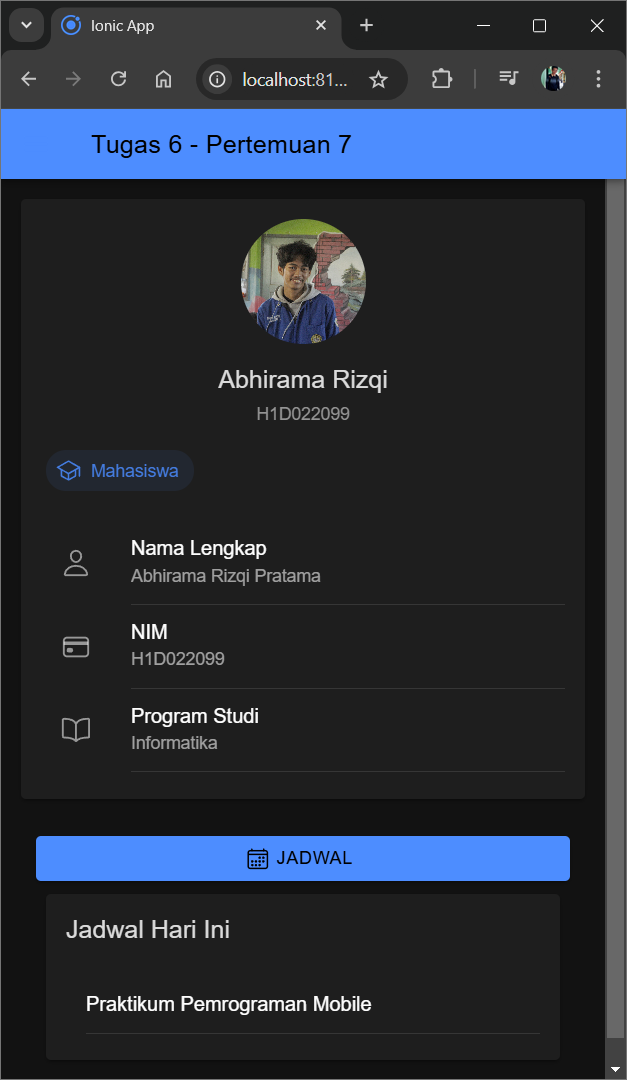 Ionic App
localhost:81...
Tugas 6 - Pertemuan 7
Abhirama Rizqi
H1D022099
Mahasiswa
Nama Lengkap
Abhirama Rizqi Pratama
NIM
H1D022099
Program Studi
Informatika
JADWAL
Jadwal Hari Ini
Praktikum Pemrograman Mobile